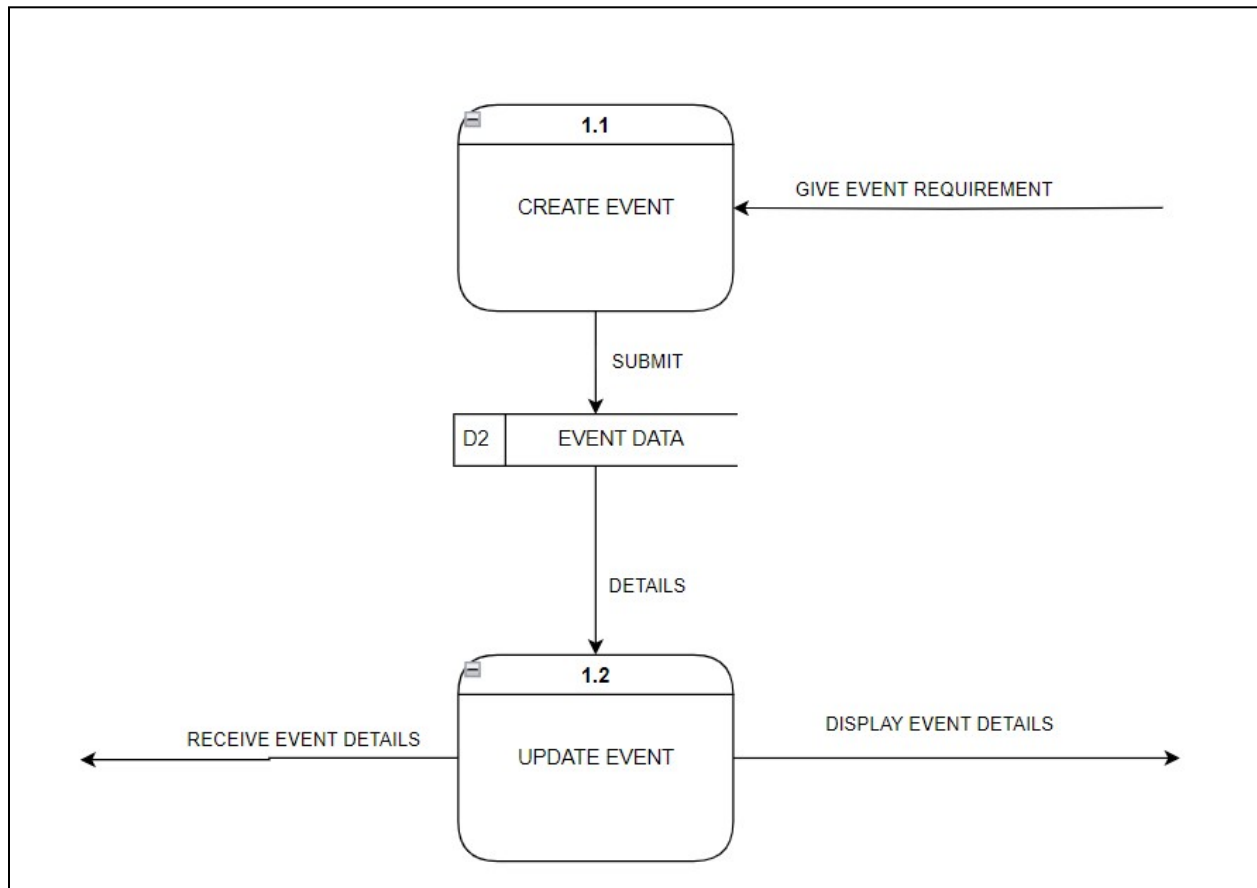 1.1
CREATE EVENT
GIVE EVENT REQUIREMENT
SUBMIT
D2
EVENT DATA
DETAILS
1.2
UPDATE EVENT
RECEIVE EVENT DETAILS
DISPLAY EVENT DETAILS